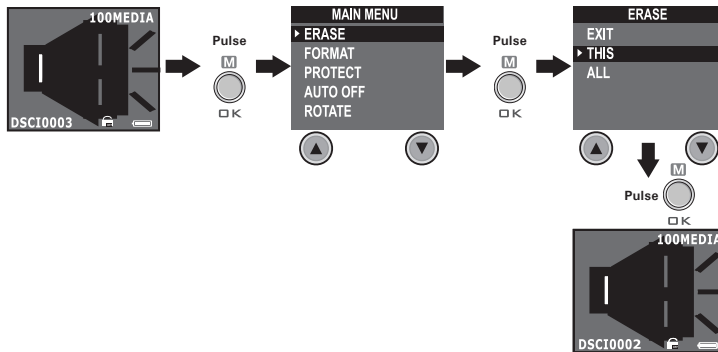 100MEDIA
DSCI0003
Pulse
M
OK
MAIN MENU
ERASE
FORMAT
PROTECT
AUTO OFF
ROTATE
Pulse
M
OK
ERASE
EXIT
THIS
ALL
Pulse
M
OK
100MEDIA
DSCI0002